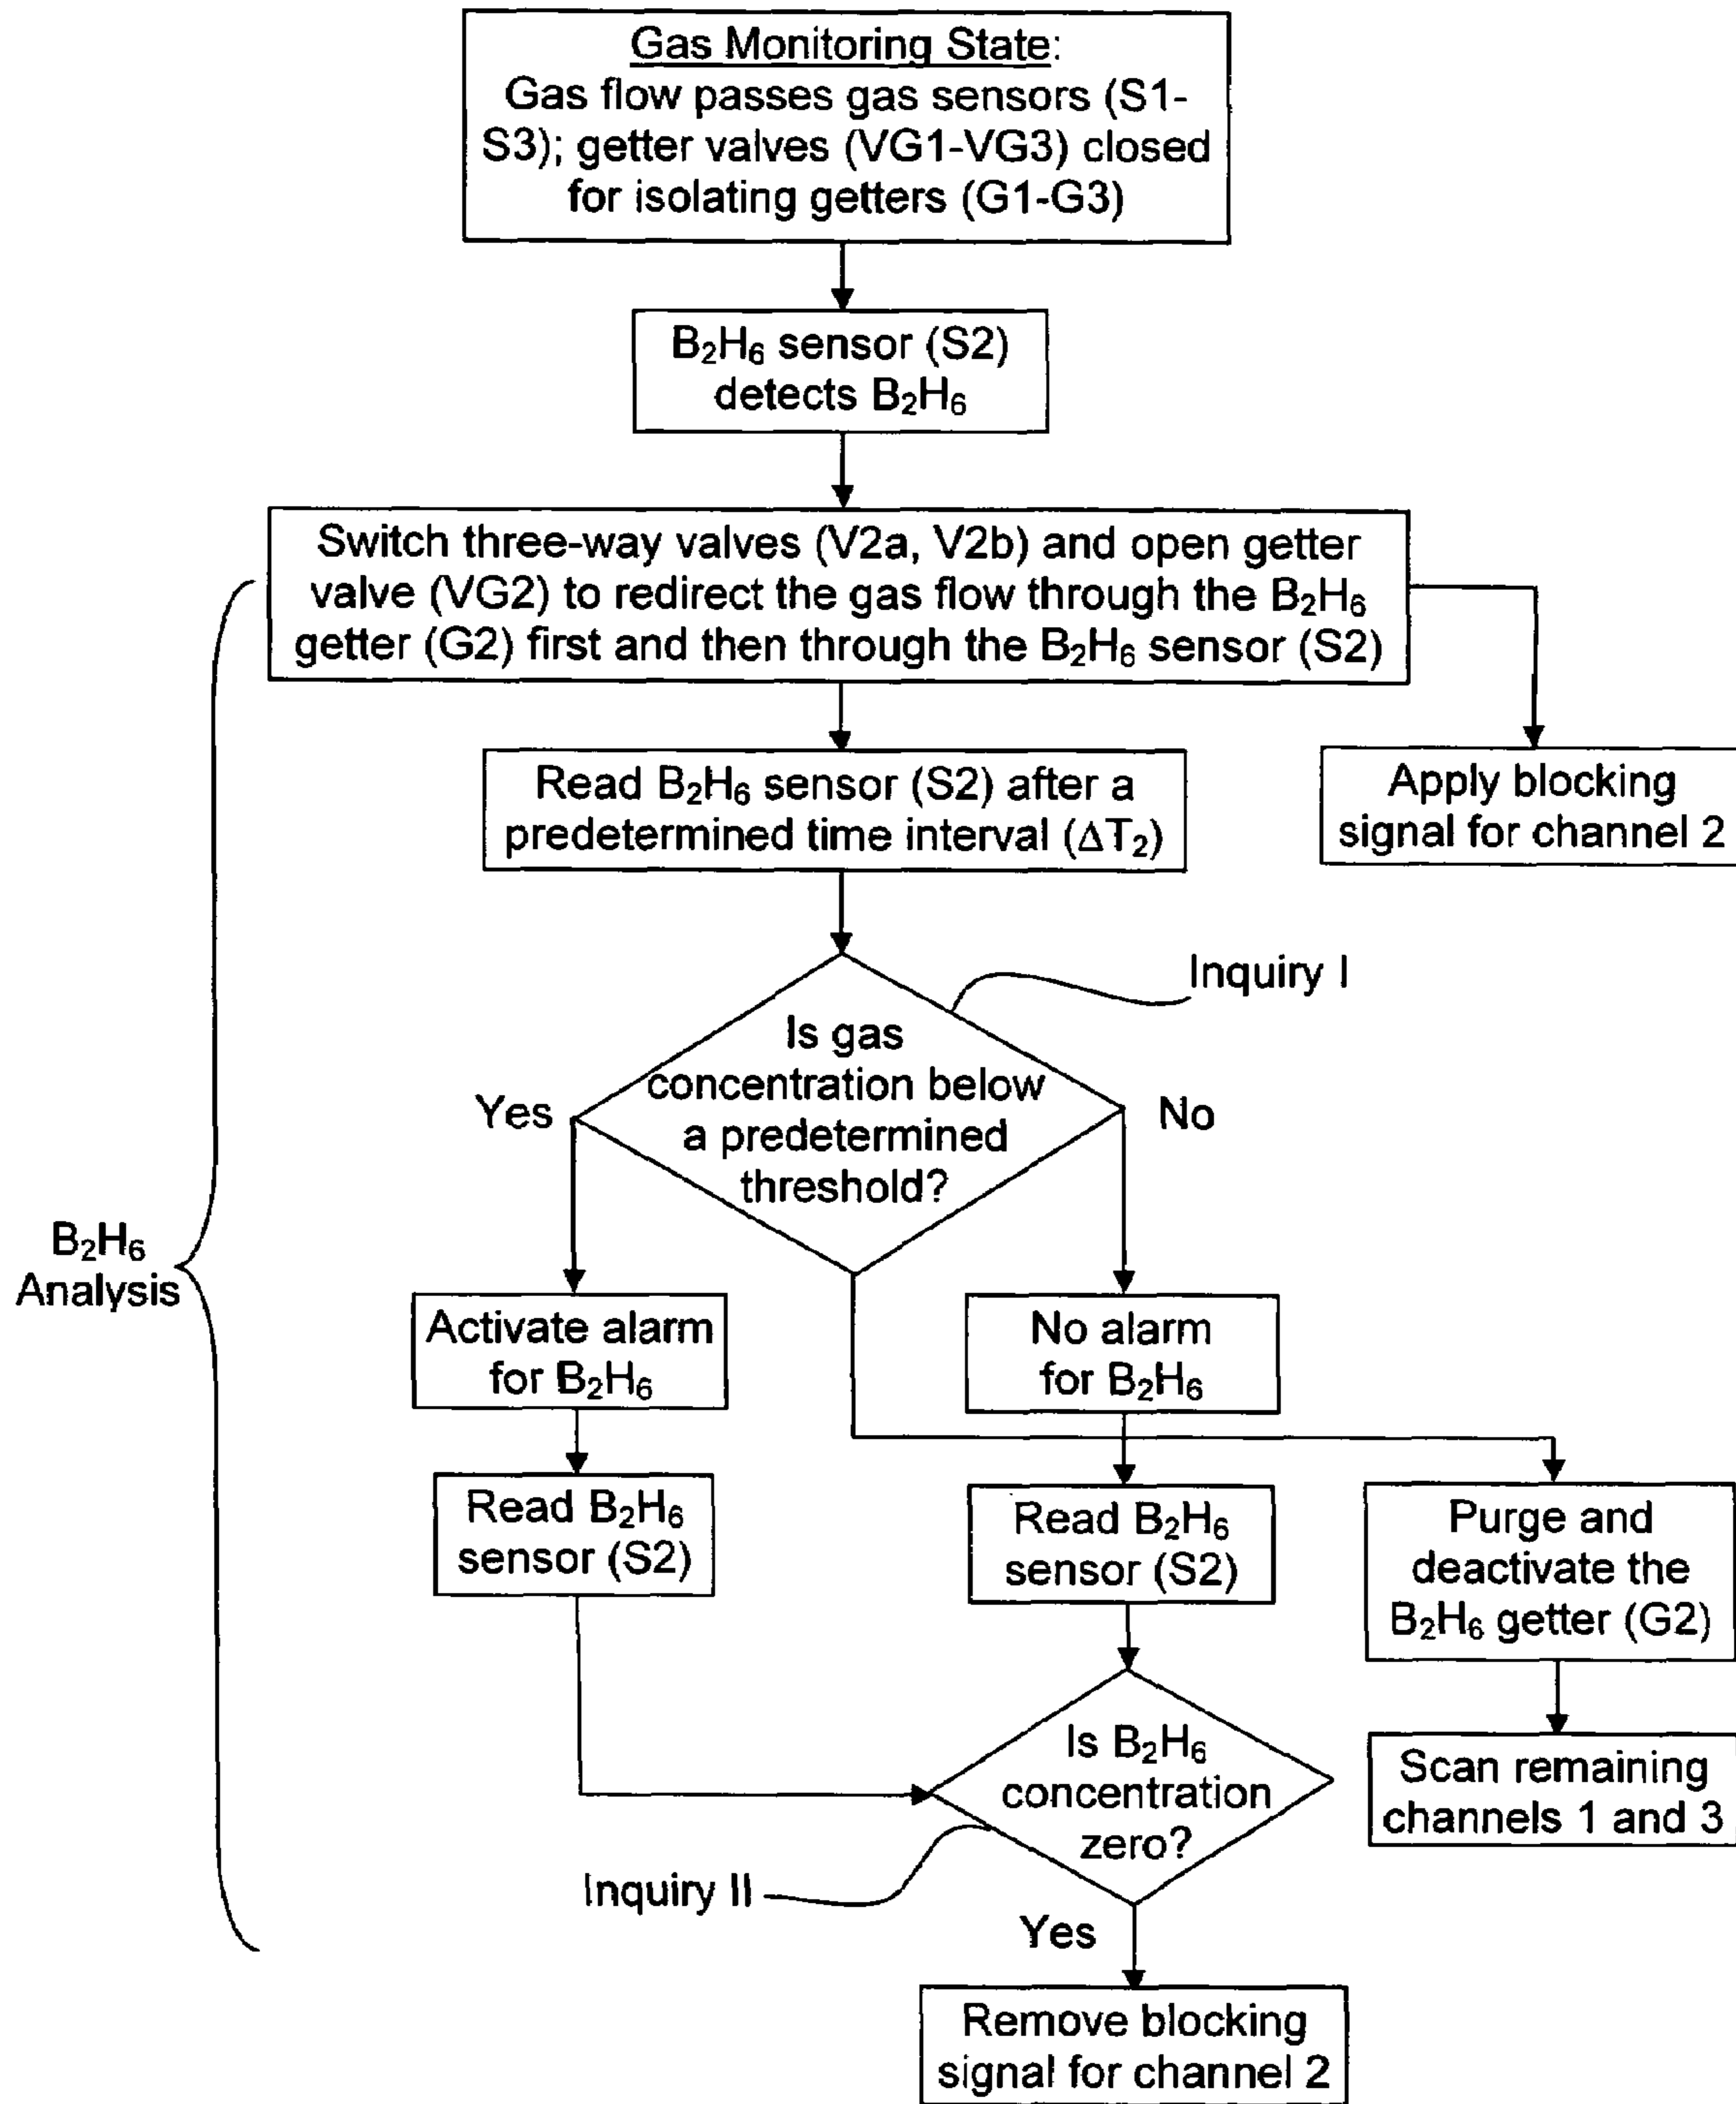 Gas Monitoring State:
Gas flow passes gas sensors (S1-
S3); getter valves (VG1-VG3) closed
for isolating getters (G1-G3)
B₂H₆ sensor (S2)
detects B₂H₆
Switch three-way valves (V2a, V2b) and open getter
valve (VG2) to redirect the gas flow through the B₂H₆
getter (G2) first and then through the B₂H₆ sensor (S2)
Read B₂H₆ sensor (S2) after a
predetermined time interval (ΔT₂)
Apply blocking
signal for channel 2
Inquiry I
Is gas
concentration below
a predetermined
threshold?
Yes
No
B₂H₆
Analysis
Activate alarm
for B₂H₆
No alarm
for B₂H₆
Read B₂H₆
sensor (S2)
Read B₂H₆
sensor (S2)
Purge and
deactivate the
B₂H₆ getter (G2)
Is B₂H₆
concentration
zero?
Scan remaining
channels 1 and 3
Inquiry II
Yes
Remove blocking
signal for channel 2